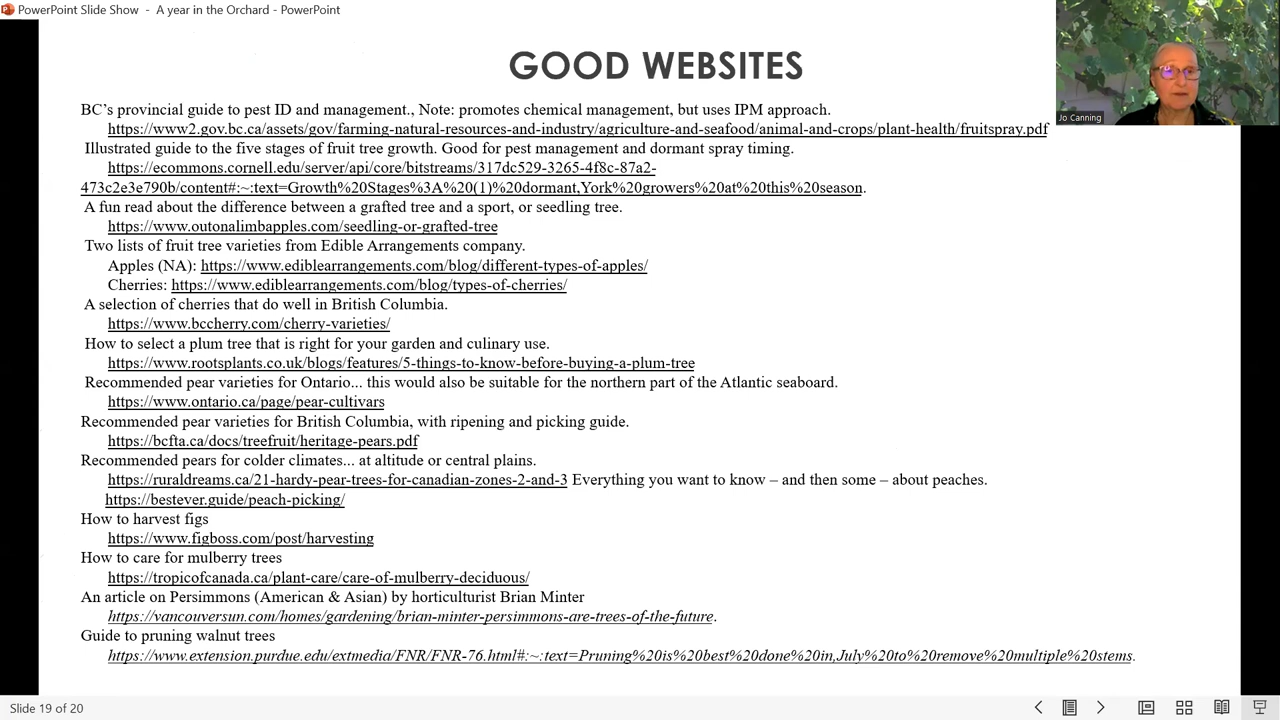 PowerPoint Slide Show - A year in the Orchard - PowerPoint
GOOD WEBSITES
BC's provincial guide to pest ID and management., Note: promotes chemical management, but uses IPM approach.
https://www2.gov.bc.ca/assets/gov/farming-natural-resources-and-industry/agriculture-and-seafood/animal-and-crops/plant-health/fruitspray.pdf
Illustrated guide to the five stages of fruit tree growth. Good for pest management and dormant spray timing.
https://ecommons.cornell.edu/server/api/core/bitstreams/317dc529-3265-4f8c-87a2-
473c2e3e790b/content#:~:text=Growth%20Stages%3A%20(1)%20dormant,York%20growers%20at%20this%20season.
A fun read about the difference between a grafted tree and a sport, or seedling tree.
https://www.outonalimbapples.com/seedling-or-grafted-tree
Two lists of fruit tree varieties from Edible Arrangements company.
Apples (NA): https://www.ediblearrangements.com/blog/different-types-of-apples/
Cherries: https://www.ediblearrangements.com/blog/types-of-cherries/
A selection of cherries that do well in British Columbia.
https://www.bccherry.com/cherry-varieties/
How to select a plum tree that is right for your garden and culinary use.
https://www.rootsplants.co.uk/blogs/features/5-things-to-know-before-buying-a-plum-tree
Recommended pear varieties for Ontario... this would also be suitable for the northern part of the Atlantic seaboard.
https://www.ontario.ca/page/pear-cultivars
Recommended pear varieties for British Columbia, with ripening and picking guide.
https://bcfta.ca/docs/treefruit/heritage-pears.pdf
Recommended pears for colder climates... at altitude or central plains.
https://ruraldreams.ca/21-hardy-pear-trees-for-canadian-zones-2-and-3 Everything you want to know – and then some – about peaches.
https://bestever.guide/peach-picking/
How to harvest figs
https://www.figboss.com/post/harvesting
How to care for mulberry trees
https://tropicofcanada.ca/plant-care/care-of-mulberry-deciduous/
An article on Persimmons (American & Asian) by horticulturist Brian Minter
https://vancouversun.com/homes/gardening/brian-minter-persimmons-are-trees-of-the-future.
Guide to pruning walnut trees
https://www.extension.purdue.edu/extmedia/FNR/FNR-76.html#:~:text=Pruning%20is%20best%20done%20in,July%20to%20remove%20multiple%20stems.
Jo Canning
Slide 19 of 20